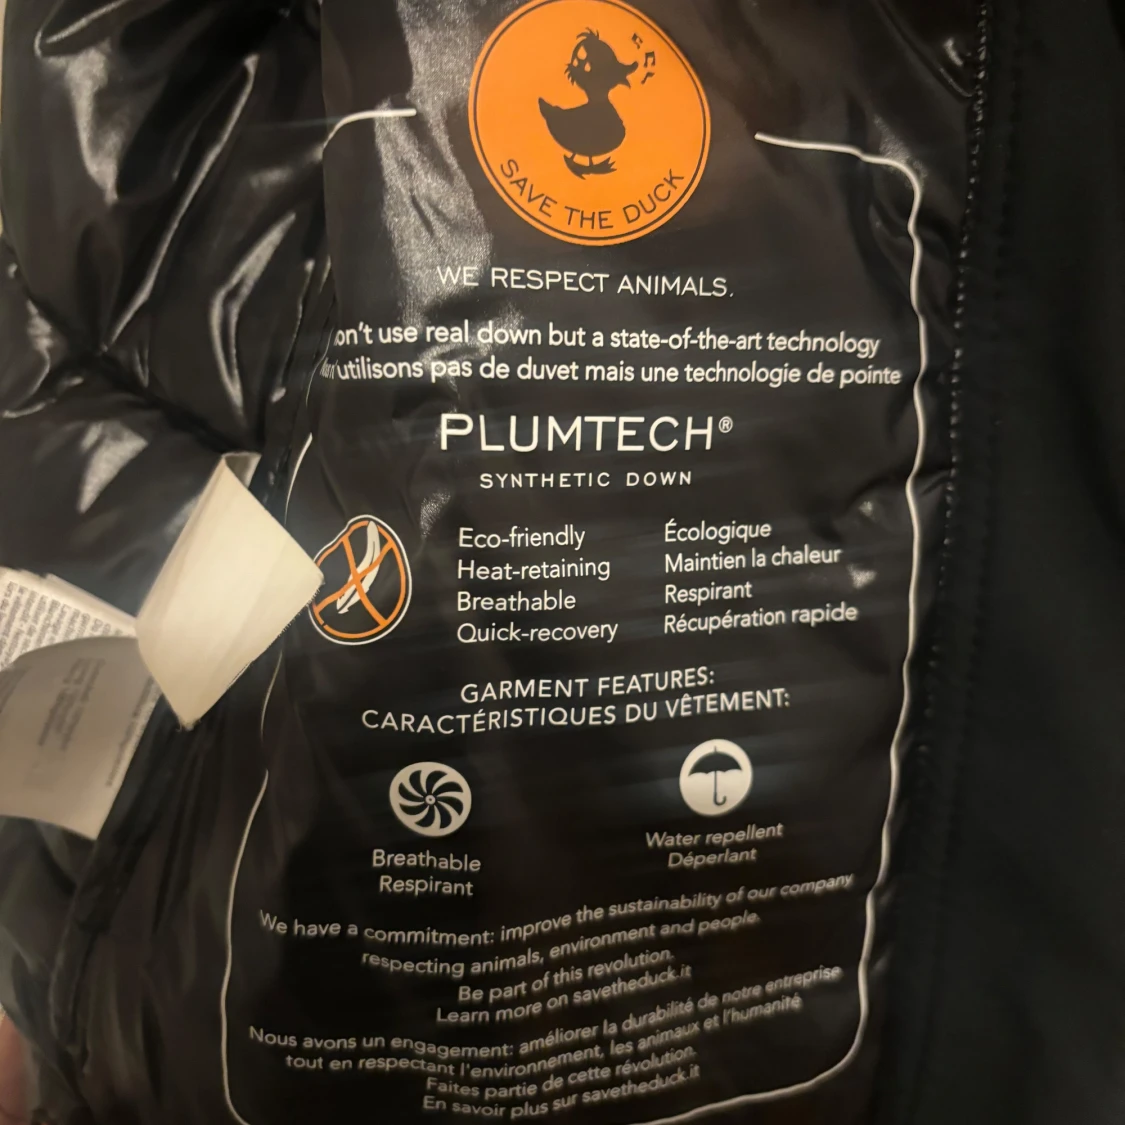 SAVE THE DUCK
WE RESPECT ANIMALS.
on't use real down but a state-of-the-art technology
utilisons pas de duvet mais une technologie de pointe
PLUMTECH®
SYNTHETIC DOWN
Eco-friendly
Heat-retaining
Breathable
Quick-recovery
Écologique
Maintien la chaleur
Respirant
Récupération rapide
GARMENT FEATURES:
CARACTÉRISTIQUES DU VÊTEMENT:
Breathable
Respirant
Water repellent
Déperlant
We have a commitment: improve the sustainability of our company
respecting animals, environment and people.
Be part of this revolution.
Learn more on savetheduck.it
Nous avons un engagement: améliorer la durabilité de notre entreprise
tout en respectant l'environnement, les animaux et l'humanité
Faites partie de cette révolution.
En savoir plus sur savetheduck.it